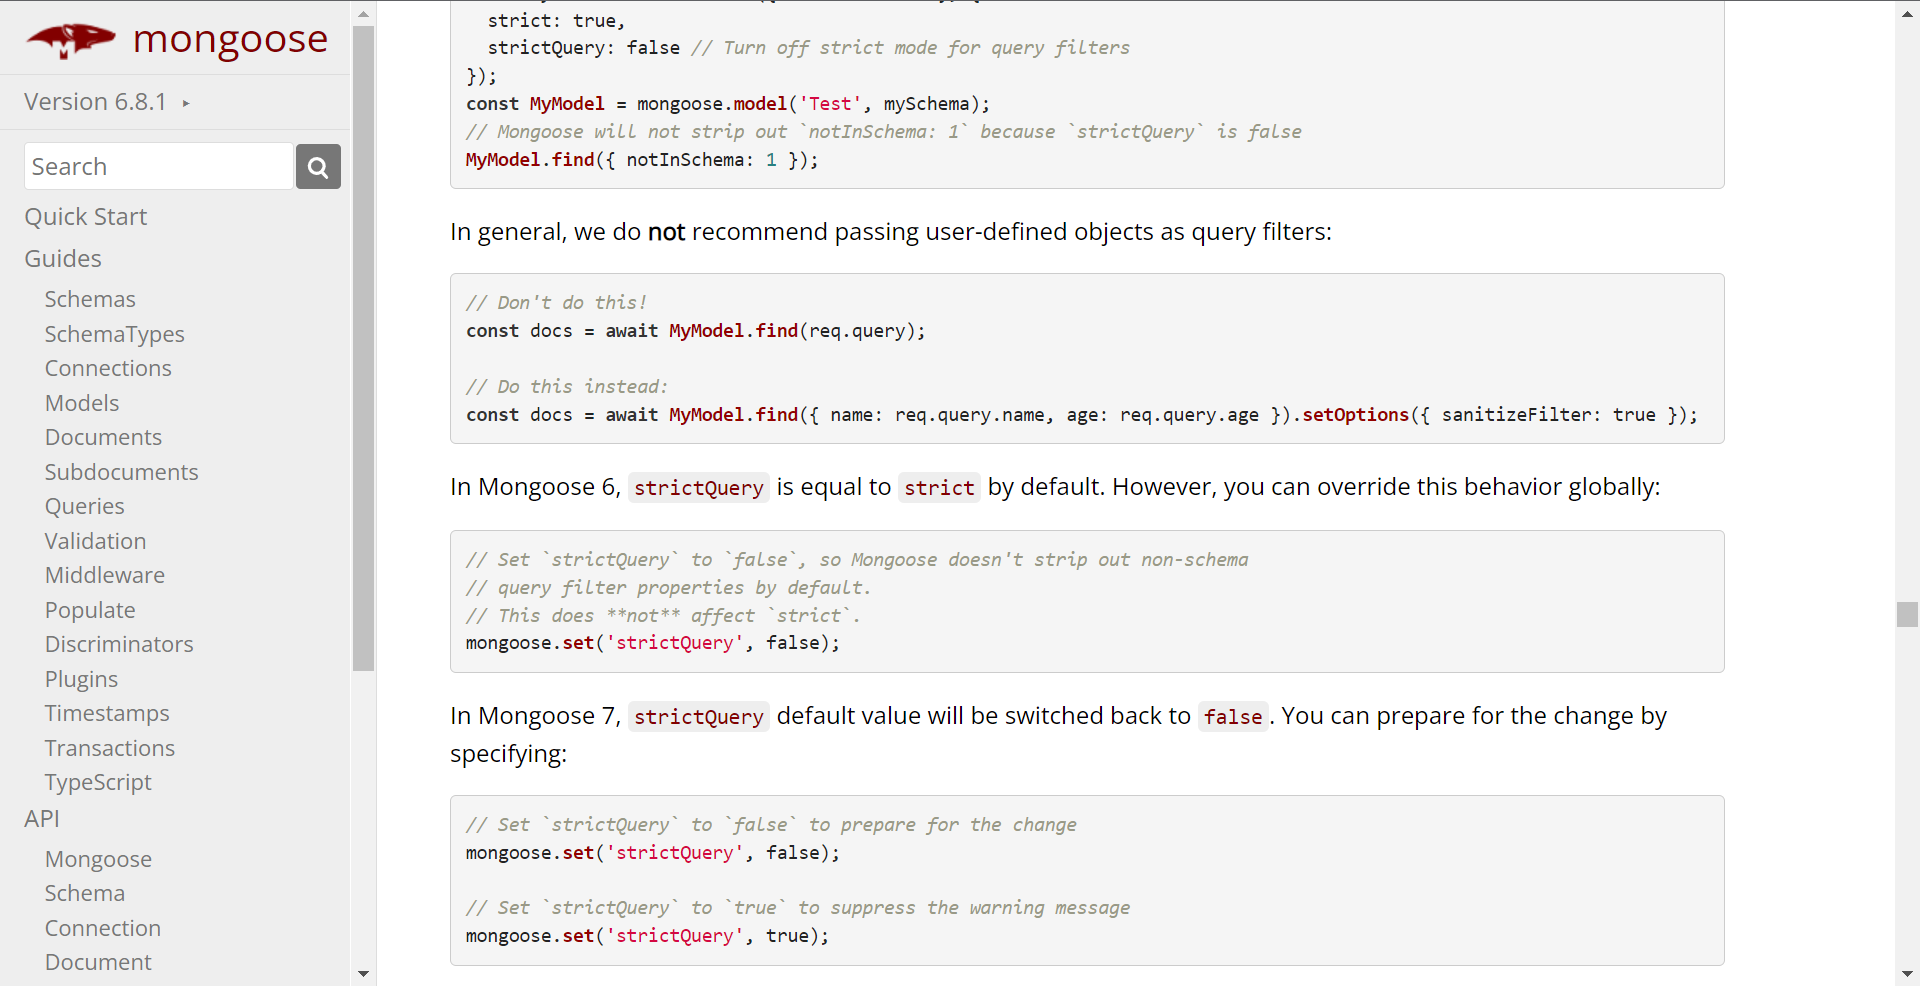 mongoose
Version 6.8.1 ▸
Search
Quick Start
Guides
Schemas
SchemaTypes
Connections
Models
Documents
Subdocuments
Queries
Validation
Middleware
Populate
Discriminators
Plugins
Timestamps
Transactions
TypeScript
API
Mongoose
Schema
Connection
Document
strict: true,
strictQuery: false // Turn off strict mode for query filters
});
const MyModel = mongoose.model('Test', mySchema);
// Mongoose will not strip out `notInSchema: 1` because `strictQuery` is false
MyModel.find({ notInSchema: 1 });
In general, we do not recommend passing user-defined objects as query filters:
// Don't do this!
const docs = await MyModel.find(req.query);
// Do this instead:
const docs = await MyModel.find({ name: req.query.name, age: req.query.age }).setOptions({ sanitizeFilter: true });
In Mongoose 6, strictQuery is equal to strict by default. However, you can override this behavior globally:
// Set `strictQuery` to `false`, so Mongoose doesn't strip out non-schema
// query filter properties by default.
// This does **not** affect `strict`.
mongoose.set('strictQuery', false);
In Mongoose 7, strictQuery default value will be switched back to false. You can prepare for the change by
specifying:
// Set `strictQuery` to `false` to prepare for the change
mongoose.set('strictQuery', false);
// Set `strictQuery` to `true` to suppress the warning message
mongoose.set('strictQuery', true);